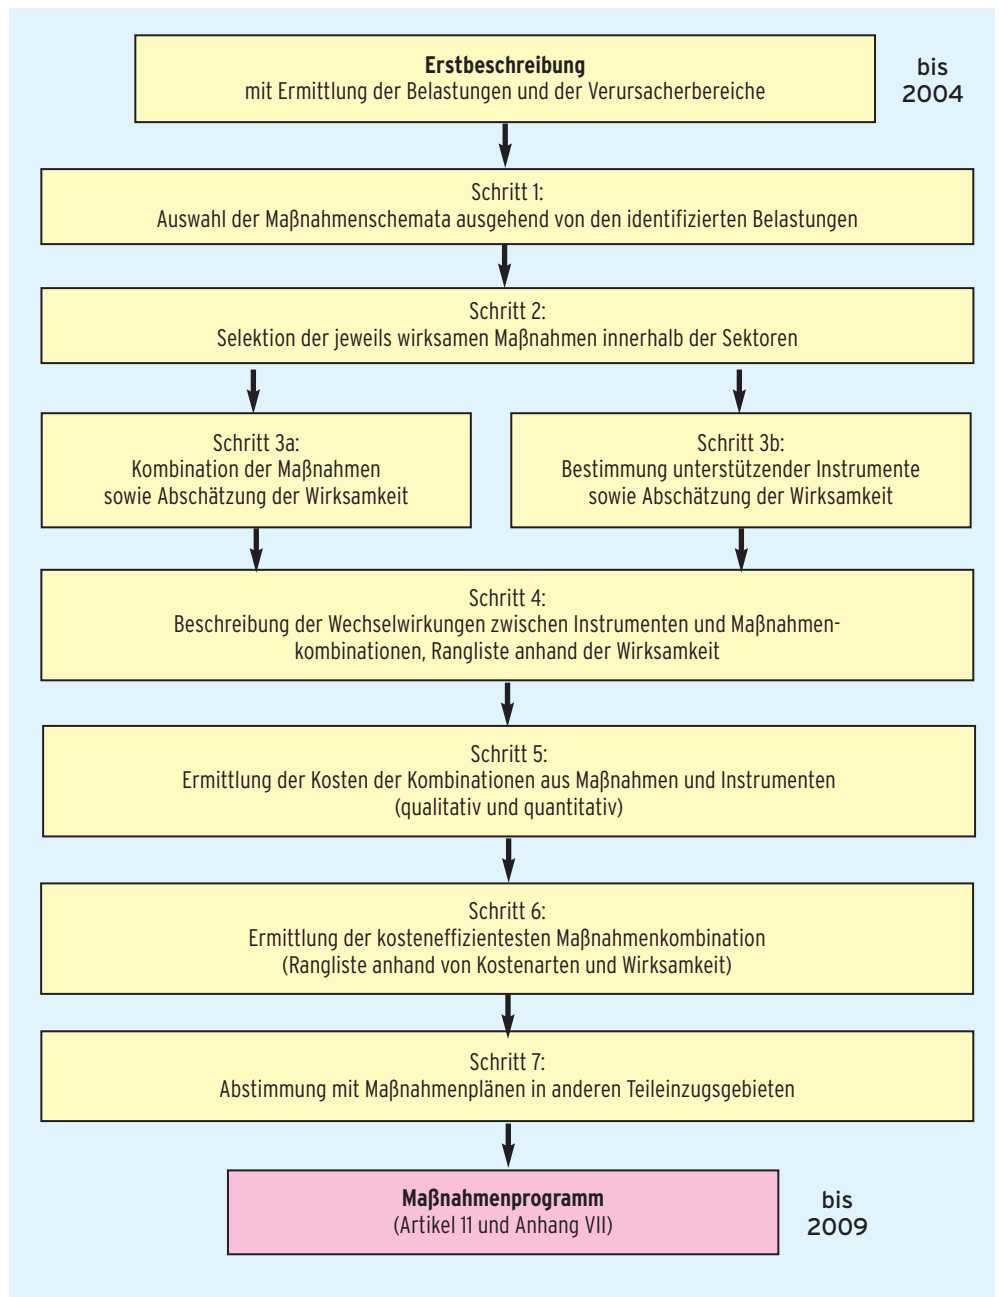 Erstbeschreibung
mit Ermittlung der Belastungen und der Verursacherbereiche
bis
2004
Schritt 1:
Auswahl der Maßnahmenschemata ausgehend von den identifizierten Belastungen
Schritt 2:
Selektion der jeweils wirksamen Maßnahmen innerhalb der Sektoren
Schritt 3a:
Kombination der Maßnahmen
sowie Abschätzung der Wirksamkeit
Schritt 3b:
Bestimmung unterstützender Instrumente
sowie Abschätzung der Wirksamkeit
Schritt 4:
Beschreibung der Wechselwirkungen zwischen Instrumenten und Maßnahmen-
kombinationen, Rangliste anhand der Wirksamkeit
Schritt 5:
Ermittlung der Kosten der Kombinationen aus Maßnahmen und Instrumenten
(qualitativ und quantitativ)
Schritt 6:
Ermittlung der kosteneffizientesten Maßnahmenkombination
(Rangliste anhand von Kostenarten und Wirksamkeit)
Schritt 7:
Abstimmung mit Maßnahmenplänen in anderen Teileinzugsgebieten
Maßnahmenprogramm
(Artikel 11 und Anhang VII)
bis
2009